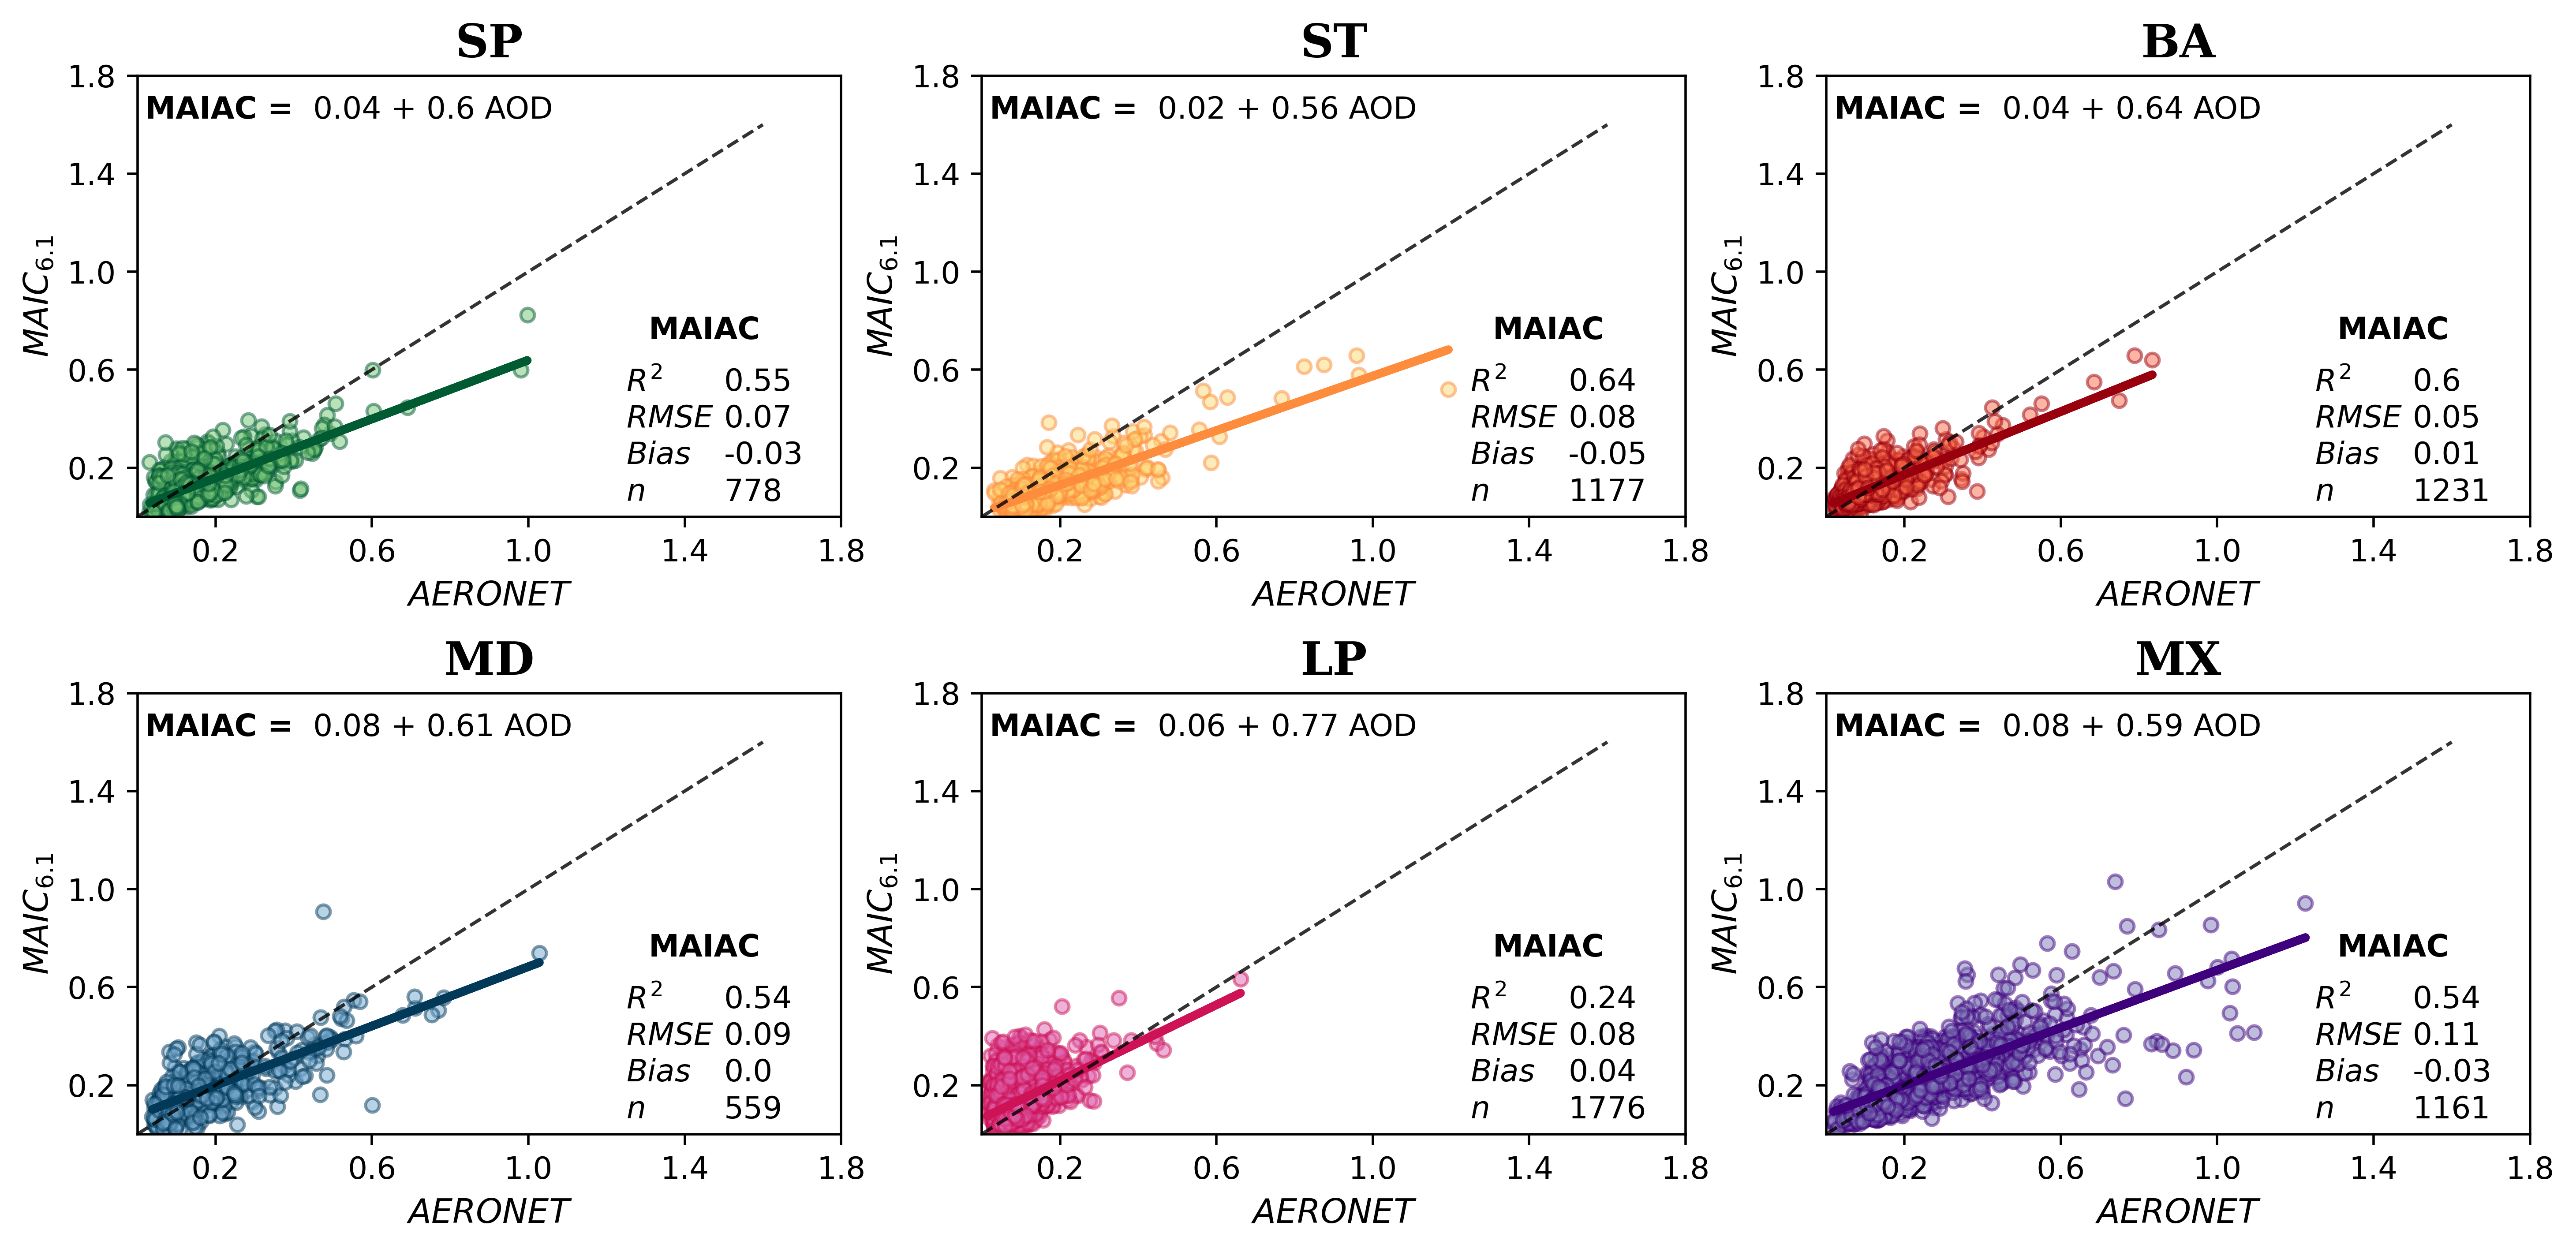 SP
MAIAC = 0.04 + 0.6 AOD
1.8
1.4
1.0
0.6
0.2
MAIC6.1
MAIAC
R² 0.55
RMSE 0.07
Bias -0.03
n 778
0.2 0.6 1.0 1.4 1.8
AERONET
ST
MAIAC = 0.02 + 0.56 AOD
1.8
1.4
1.0
0.6
0.2
MAIC6.1
MAIAC
R² 0.64
RMSE 0.08
Bias -0.05
n 1177
0.2 0.6 1.0 1.4 1.8
AERONET
BA
MAIAC = 0.04 + 0.64 AOD
1.8
1.4
1.0
0.6
0.2
MAIC6.1
MAIAC
R² 0.6
RMSE 0.05
Bias 0.01
n 1231
0.2 0.6 1.0 1.4 1.8
AERONET
MD
MAIAC = 0.08 + 0.61 AOD
1.8
1.4
1.0
0.6
0.2
MAIC6.1
MAIAC
R² 0.54
RMSE 0.09
Bias 0.0
n 559
0.2 0.6 1.0 1.4 1.8
AERONET
LP
MAIAC = 0.06 + 0.77 AOD
1.8
1.4
1.0
0.6
0.2
MAIC6.1
MAIAC
R² 0.24
RMSE 0.08
Bias 0.04
n 1776
0.2 0.6 1.0 1.4 1.8
AERONET
MX
MAIAC = 0.08 + 0.59 AOD
1.8
1.4
1.0
0.6
0.2
MAIC6.1
MAIAC
R² 0.54
RMSE 0.11
Bias -0.03
n 1161
0.2 0.6 1.0 1.4 1.8
AERONET